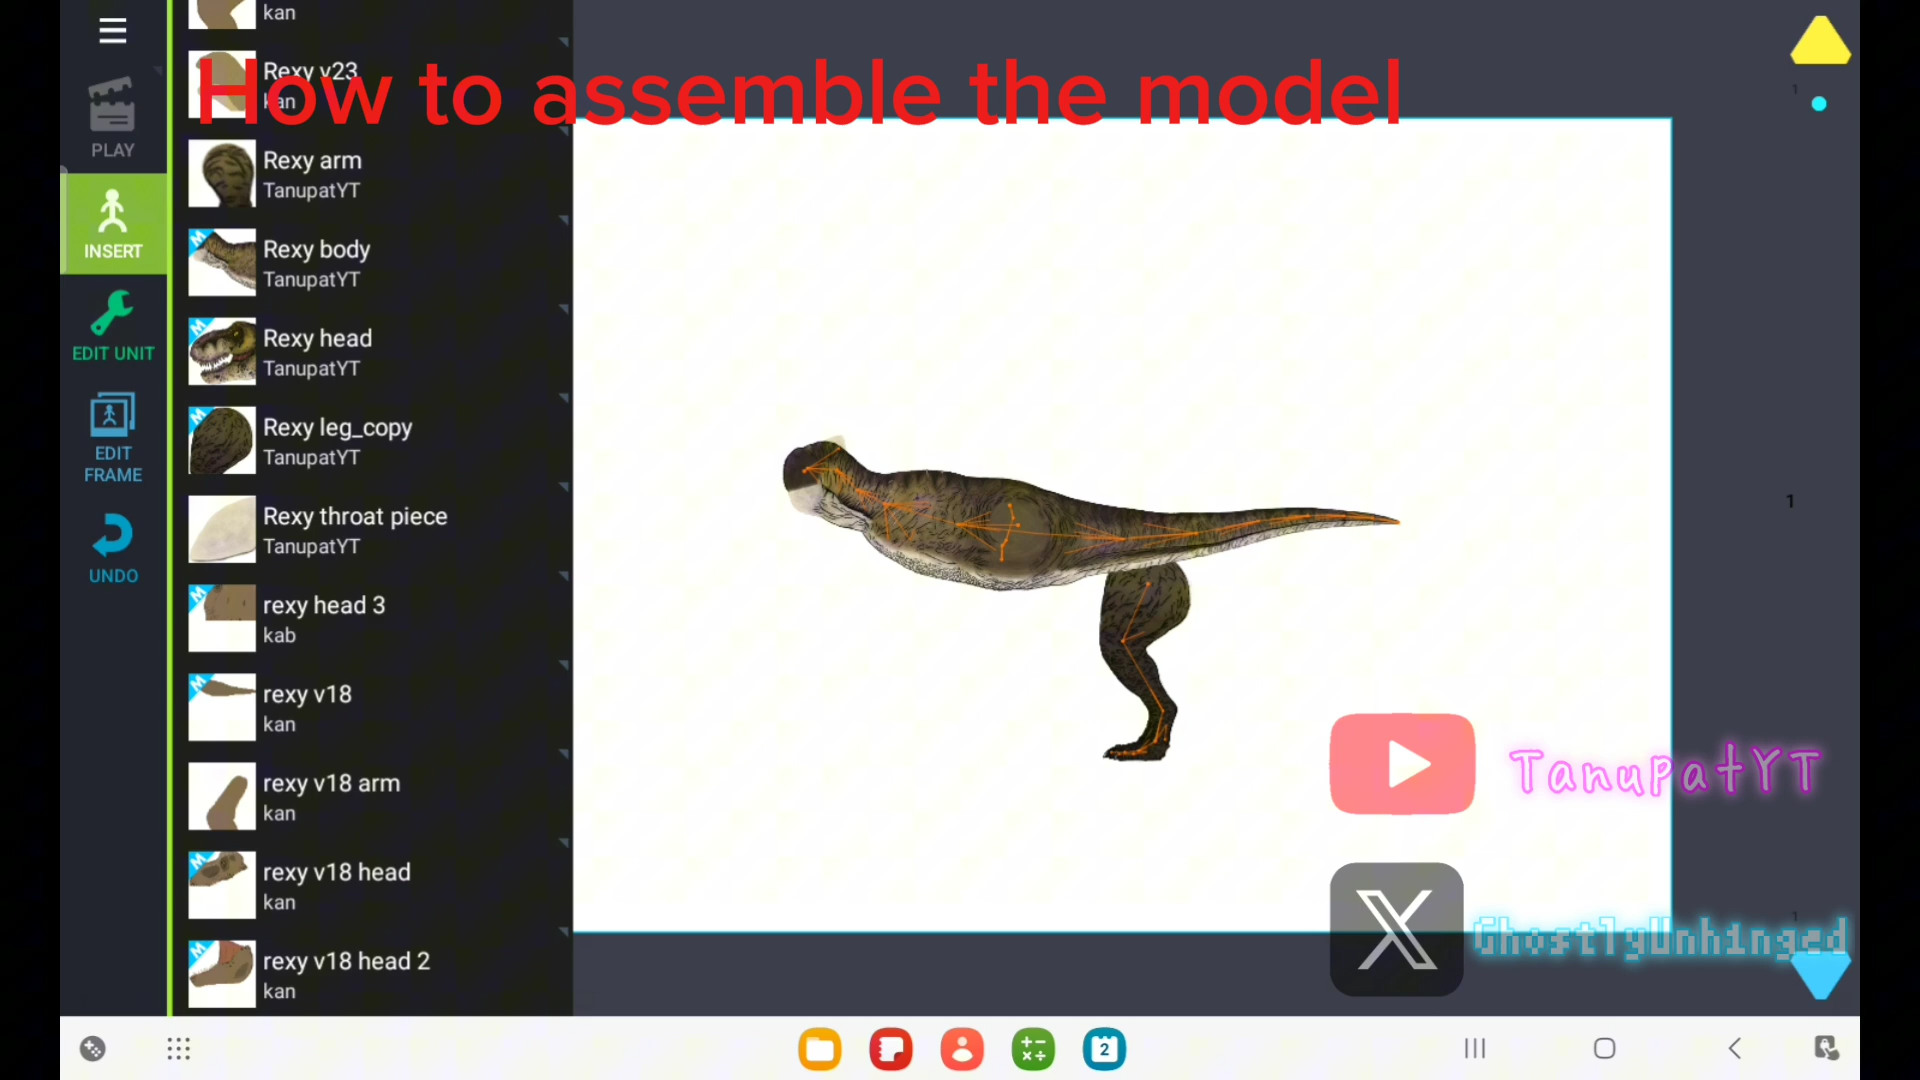 kan
Rexy v23
kan
How to assemble the model
PLAY
Rexy arm
TanupatYT
INSERT
Rexy body
TanupatYT
EDIT UNIT
Rexy head
TanupatYT
EDIT
FRAME
Rexy leg_copy
TanupatYT
UNDO
Rexy throat piece
TanupatYT
rexy head 3
kab
rexy v18
kan
rexy v18 arm
kan
rexy v18 head
kan
rexy v18 head 2
kan
1
1
1
TanupatYT
GhostlyUnhinged
2